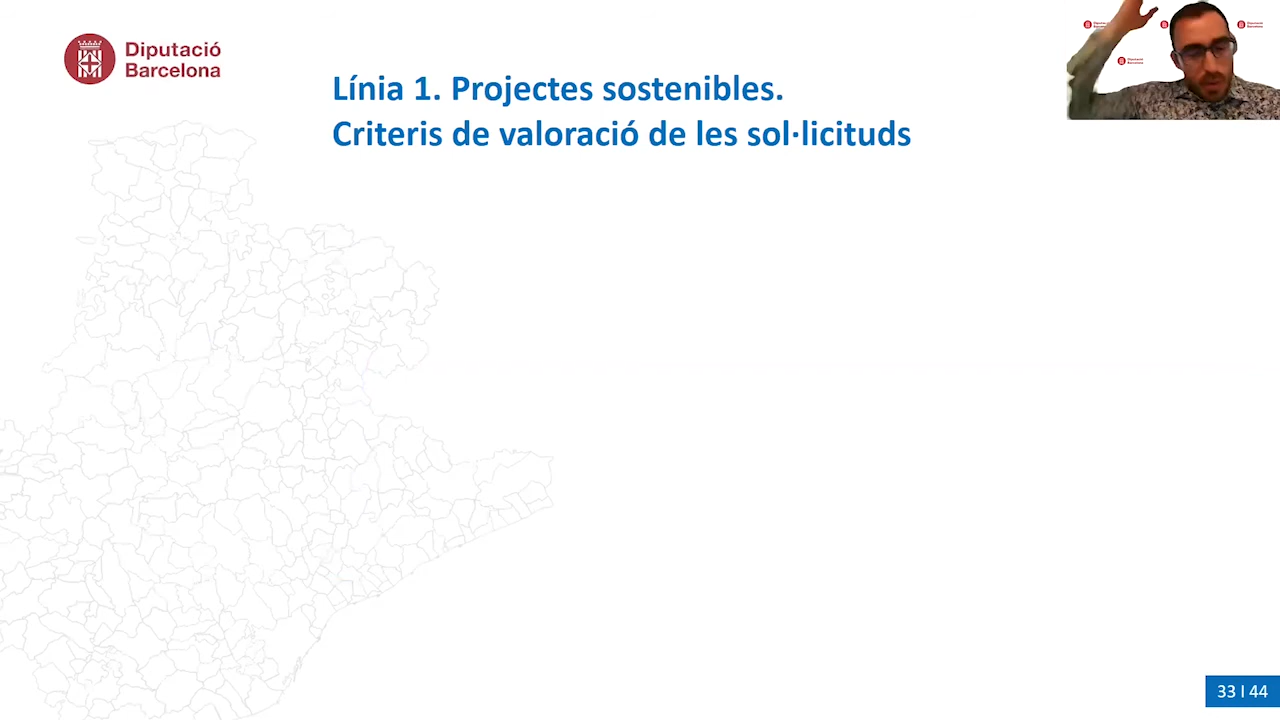 Diputació
Barcelona
Línia 1. Projectes sostenibles.
Criteris de valoració de les sol·licituds
33 I 44